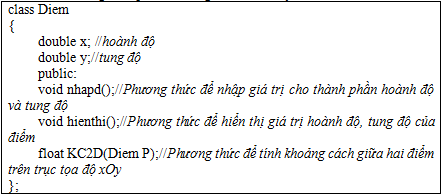 class Diem
{
double x; //hoành độ
double y;//tung độ
public:
void nhapd();//Phương thức để nhập giá trị cho thành phần hoành độ
và tung độ
void hienthi();//Phương thức để hiển thị giá trị hoành độ, tung độ của
điểm
float KC2D(Diem P);//Phương thức để tính khoảng cách giữa hai điểm
trên trục tọa độ xOy
};